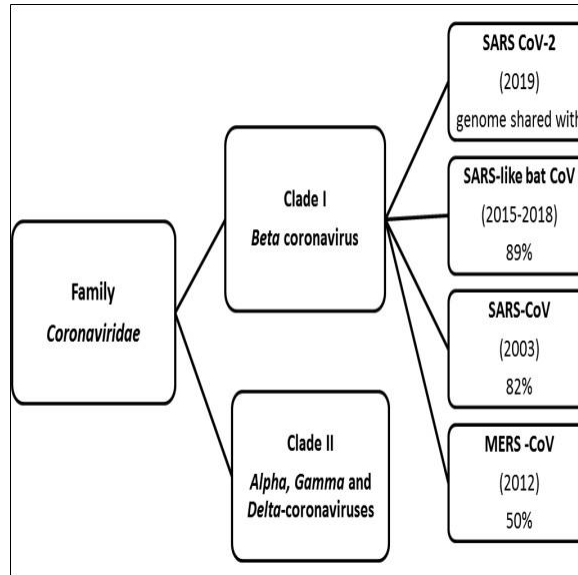 Family
Coronaviridae
Clade I
Beta coronavirus
Clade II
Alpha, Gamma and
Delta-coronaviruses
SARS CoV-2
(2019)
genome shared with
SARS-like bat CoV
(2015-2018)
89%
SARS-CoV
(2003)
82%
MERS -CoV
(2012)
50%